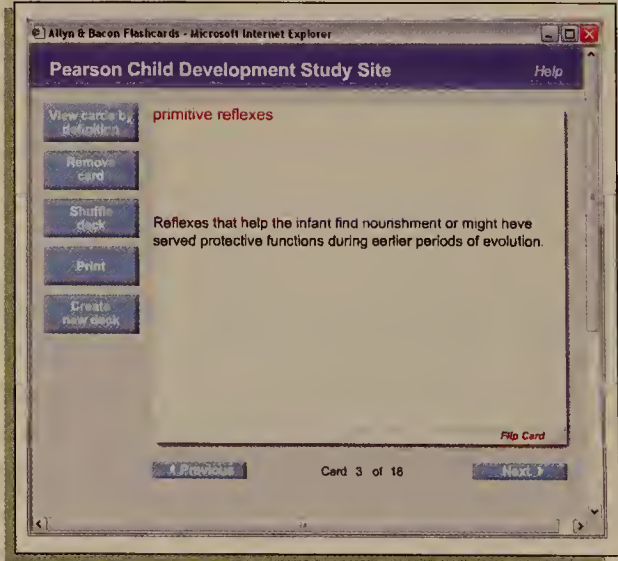 Allyn & Bacon Flashcards - Microsoft Internet Explorer
Pearson Child Development Study Site
Help
View cards by
definition
primitive reflexes
Remove
card
Shuffle
deck
Reflexes that help the infant find nourishment or might have
served protective functions during earlier periods of evolution.
Print
Create
new deck
Flip Card
Previous
Card 3 of 18
Next